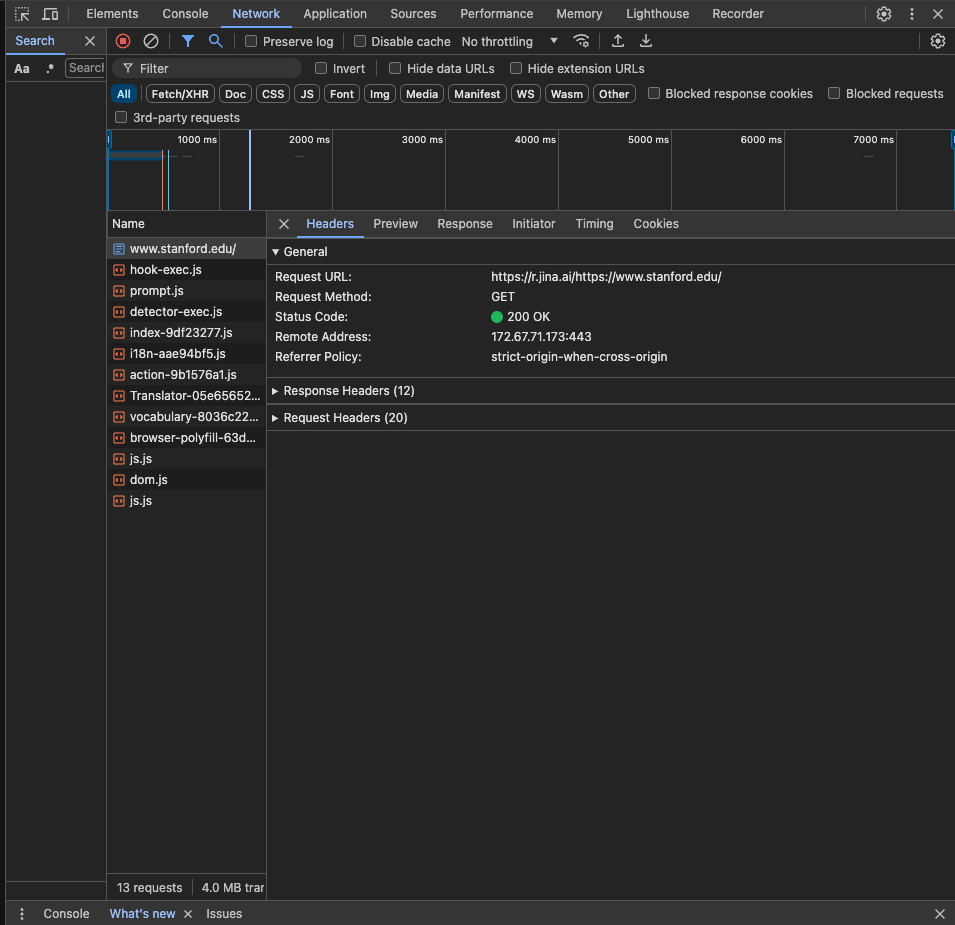 Elements Console Network Application Sources Performance Memory Lighthouse Recorder
Search
Preserve log Disable cache No throttling
Aa .* Search
Filter Invert Hide data URLs Hide extension URLs
All Fetch/XHR Doc CSS JS Font Img Media Manifest WS Wasm Other Blocked response cookies Blocked requests
3rd-party requests
1000 ms 2000 ms 3000 ms 4000 ms 5000 ms 6000 ms 7000 ms
Name
www.stanford.edu/
hook-exec.js
prompt.js
detector-exec.js
index-9df23277.js
i18n-aae94bf5.js
action-9b1576a1.js
Translator-05e65652...
vocabulary-8036c22...
browser-polyfill-63d...
js.js
dom.js
js.js
Headers Preview Response Initiator Timing Cookies
General
Request URL: https://r.jina.ai/https://www.stanford.edu/
Request Method: GET
Status Code: 200 OK
Remote Address: 172.67.71.173:443
Referrer Policy: strict-origin-when-cross-origin
Response Headers (12)
Request Headers (20)
13 requests 4.0 MB tran
Console What's new Issues